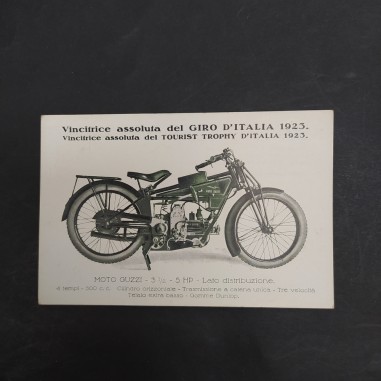 Vincitrice assoluta del GIRO D'ITALIA 1923.
Vincitrice assoluta del TOURIST TROPHY D'ITALIA 1923.
MOTO GUZZI - 3 ½ - 5 HP - Lato distribuzione.
4 tempi - 500 c. c. - Cilindro orizzontale - Trasmissione a catena unica - Tre velocità
Telaio extra basso - Gomme Dunlop.